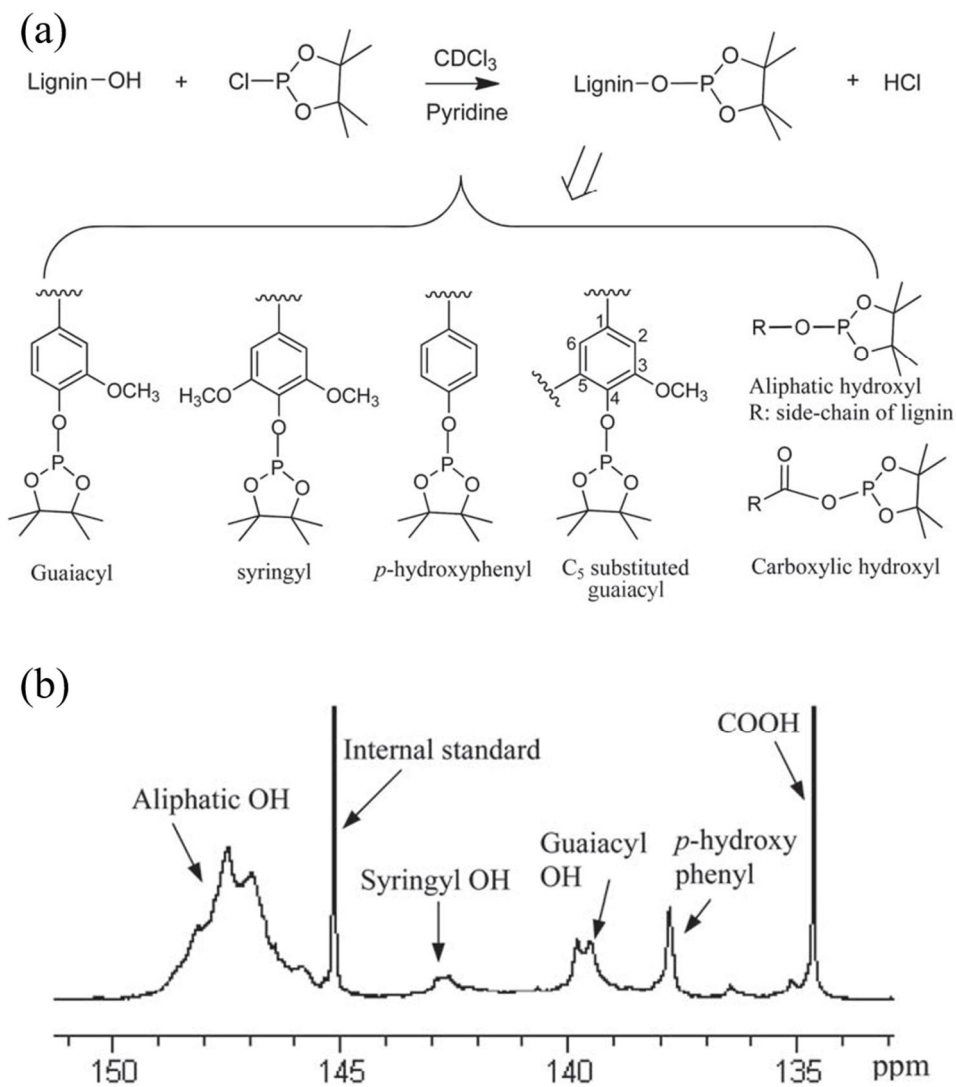 (a)
Lignin-OH + Cl-P O O CDCl3 Pyridine Lignin-O-P O O + HCl
OCH3 O P O O
H3CO OCH3 O P O O
O P O O
1 2 3 4 5 6 OCH3 O P O O
R-O-P O O
Aliphatic hydroxyl
R: side-chain of lignin
O R O P O O
Guaiacyl
syringyl
p-hydroxyphenyl
C5 substituted
guaiacyl
Carboxylic hydroxyl
(b)
COOH
Internal standard
Aliphatic OH
Guaiacyl
OH
p-hydroxy
phenyl
Syringyl OH
150 145 140 135 ppm